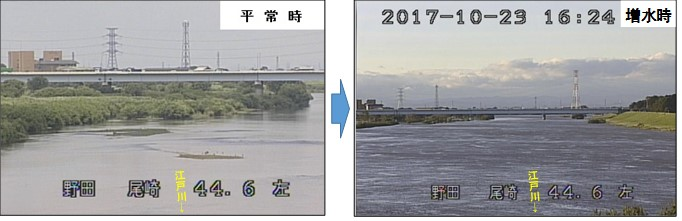 平常時
江戸川↓
野田 尾崎 44.6 左
2017-10-23 16:24
増水時
江戸川↓
野田 尾崎 44.6 左